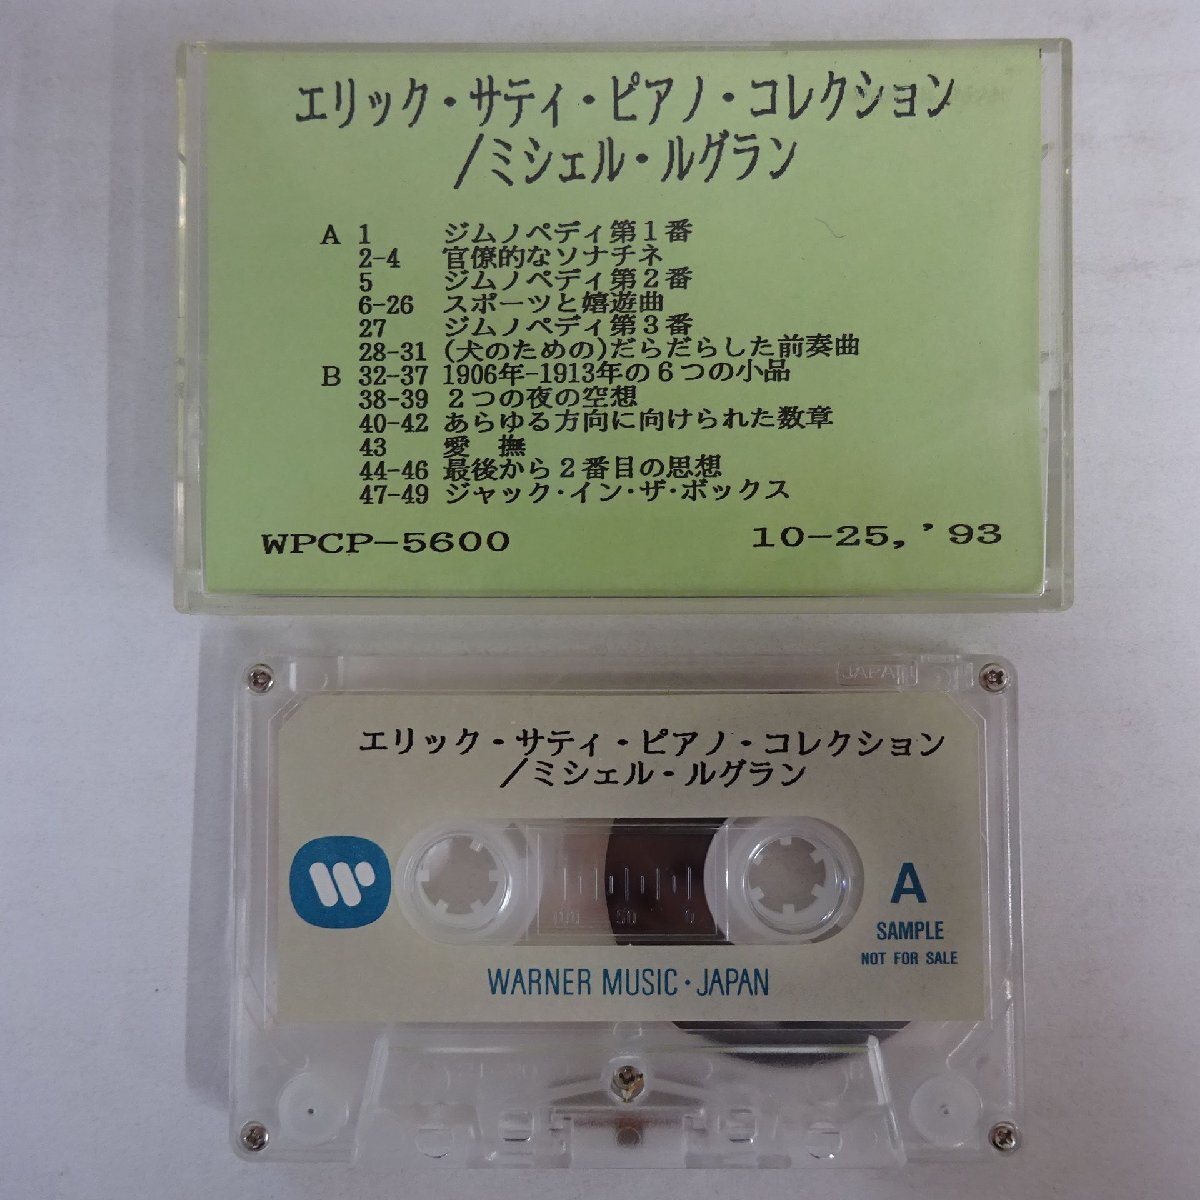 エリック・サティ・ピアノ・コレクション
/ミシェル・ルグラン
A 1 ジムノペディ第1番
2-4 官僚的なソナチネ
5 ジムノペディ第2番
6-26 スポーツと嬉遊曲
27 ジムノペディ第3番
28-31 (犬のための)だらだらした前奏曲
B 32-37 1906年-1913年の6つの小品
38-39 2つの夜の空想
40-42 あらゆる方向に向けられた数章
43 愛 撫
44-46 最後から2番目の思想
47-49 ジャック・イン・ザ・ボックス
WPCP-5600 10-25,'93
JAPAN
エリック・サティ・ピアノ・コレクション
/ミシェル・ルグラン
A
100 50 0
SAMPLE
NOT FOR SALE
WARNER MUSIC・JAPAN